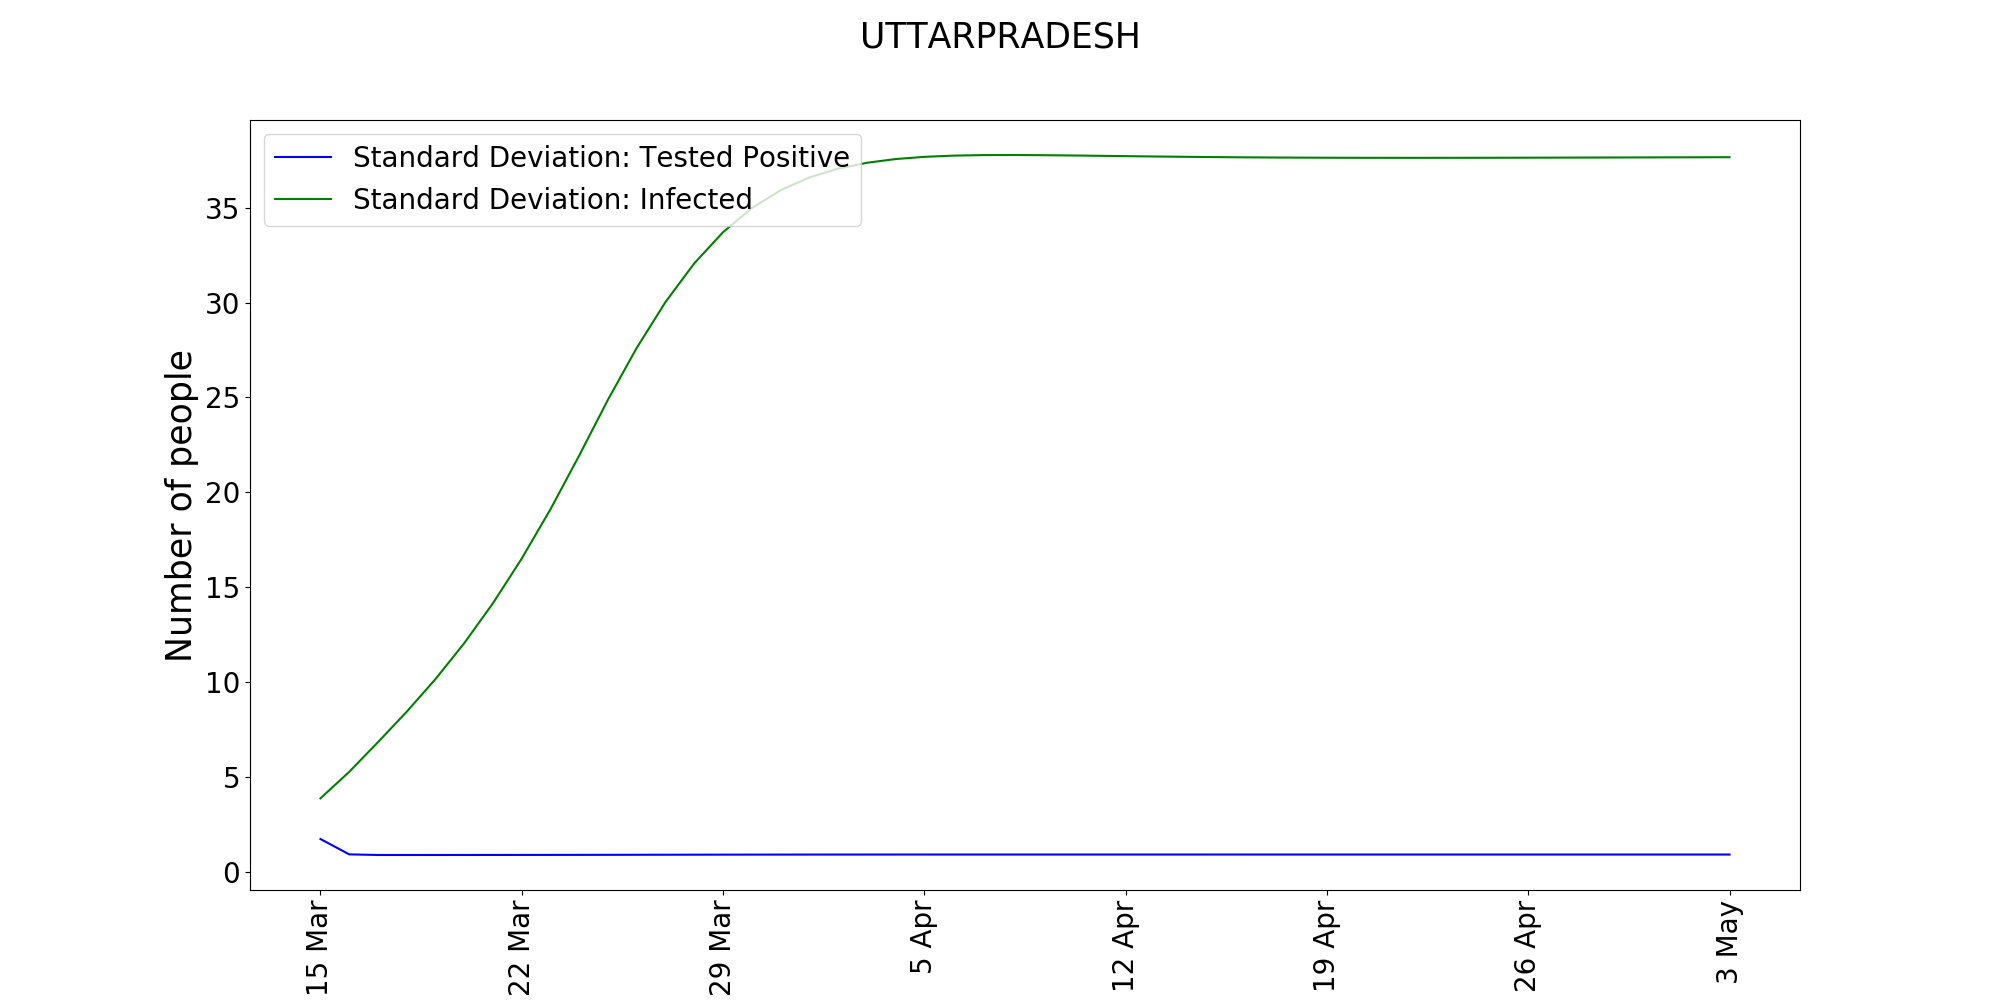 UTTARPRADESH
Standard Deviation: Tested Positive
Standard Deviation: Infected
Number of people
35
30
25
20
15
10
5
0
15 Mar
22 Mar
29 Mar
5 Apr
12 Apr
19 Apr
26 Apr
3 May